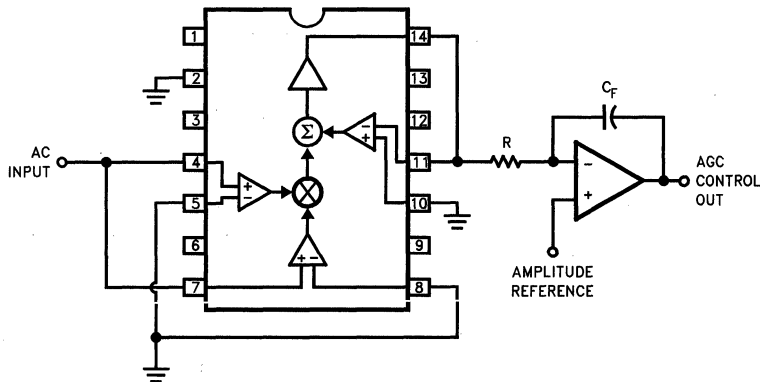 1
2
3
4
5
6
7
14
13
12
11
10
9
8
Σ
+
−
−
+
+ −
AC
INPUT
R
C_F
−
+
AGC
CONTROL
OUT
AMPLITUDE
REFERENCE